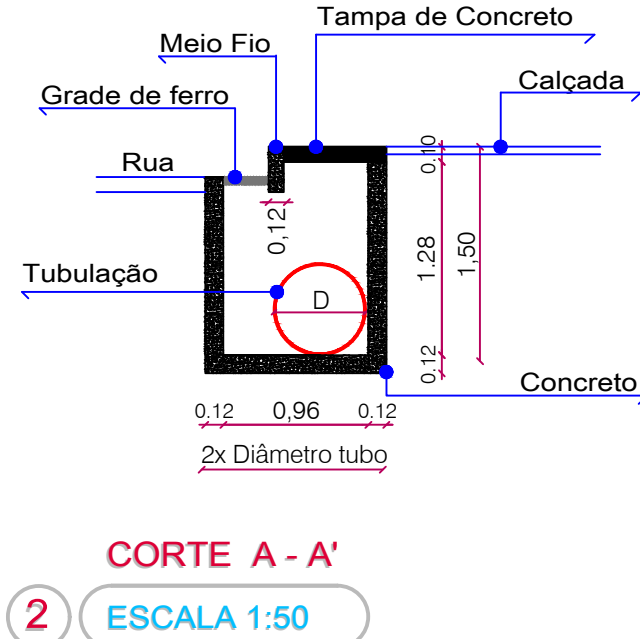 Tampa de Concreto
Meio Fio
Calçada
Grade de ferro
Rua
0.10
0,12
1.28
1,50
Tubulação
D
0.12
Concreto
0.12 0,96 0.12
2x Diâmetro tubo
CORTE A - A'
2 ESCALA 1:50